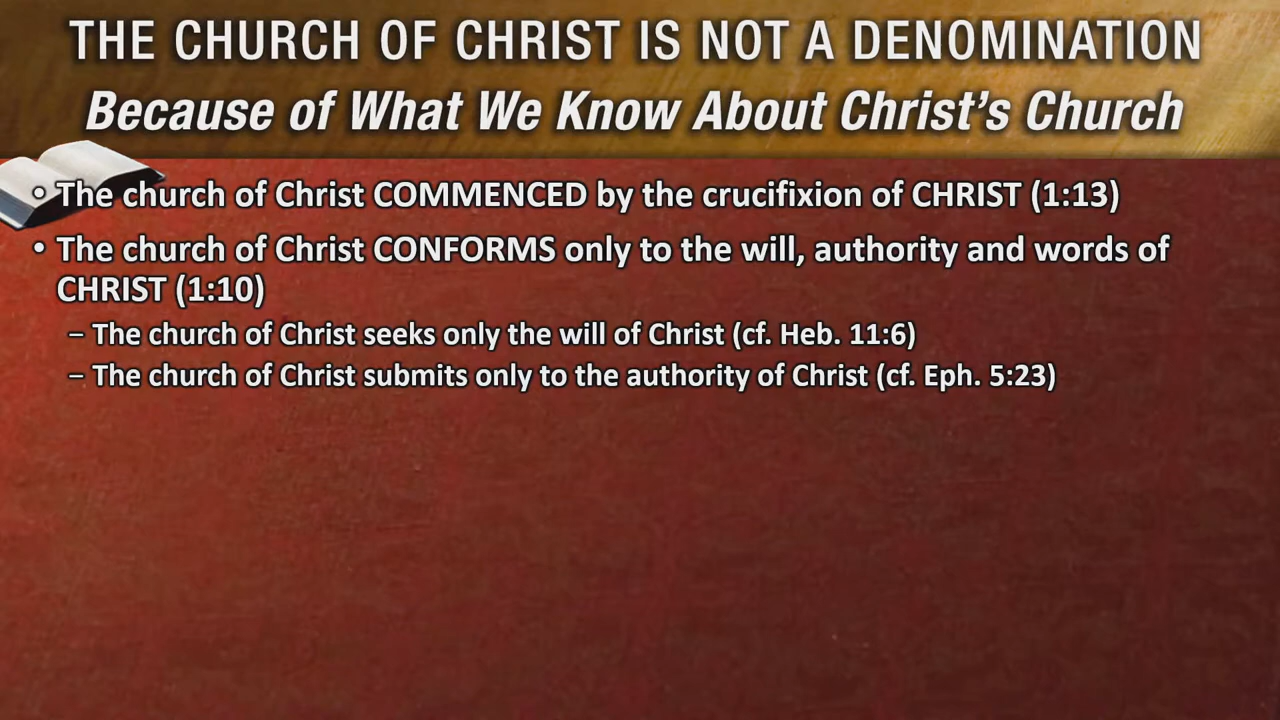 THE CHURCH OF CHRIST IS NOT A DENOMINATION
Because of What We Know About Christ's Church
• The church of Christ COMMENCED by the crucifixion of CHRIST (1:13)
• The church of Christ CONFORMS only to the will, authority and words of
CHRIST (1:10)
– The church of Christ seeks only the will of Christ (cf. Heb. 11:6)
– The church of Christ submits only to the authority of Christ (cf. Eph. 5:23)